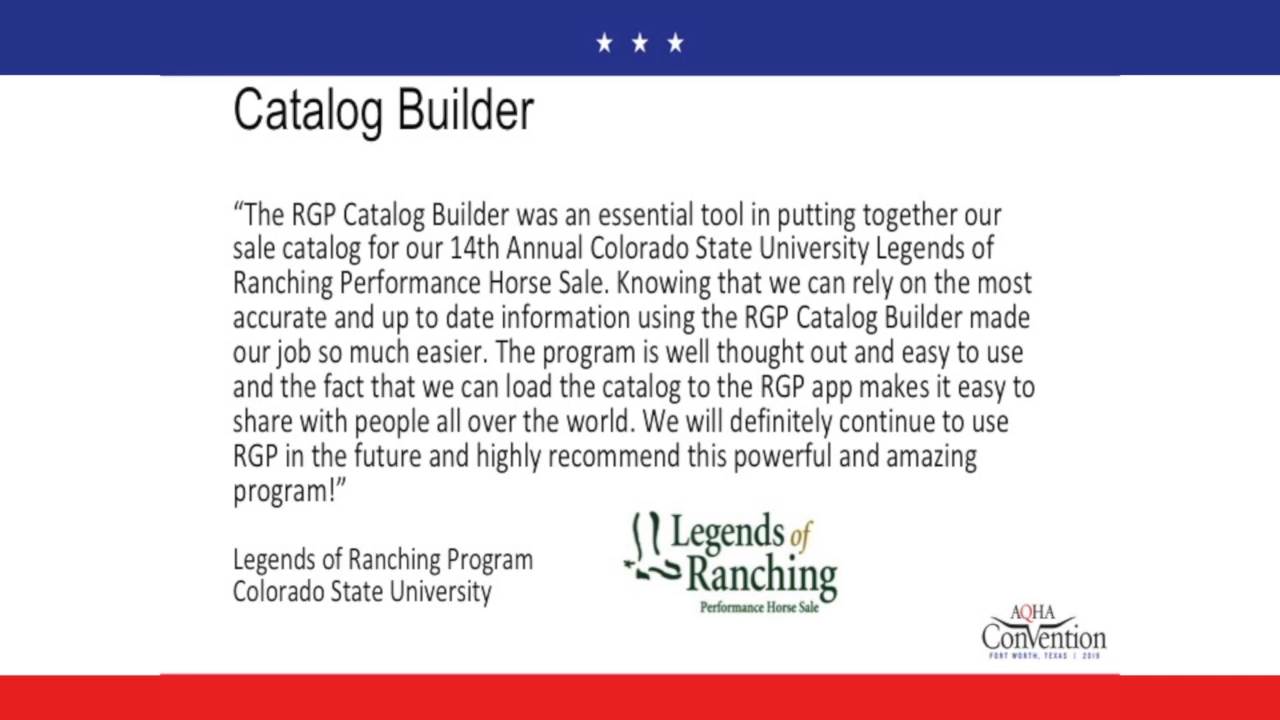 Catalog Builder
“The RGP Catalog Builder was an essential tool in putting together our
sale catalog for our 14th Annual Colorado State University Legends of
Ranching Performance Horse Sale. Knowing that we can rely on the most
accurate and up to date information using the RGP Catalog Builder made
our job so much easier. The program is well thought out and easy to use
and the fact that we can load the catalog to the RGP app makes it easy to
share with people all over the world. We will definitely continue to use
RGP in the future and highly recommend this powerful and amazing
program!”
Legends of Ranching Program
Colorado State University
Legends of
Ranching
Performance Horse Sale
AQHA
ConVention
FORT WORTH, TEXAS | 2019